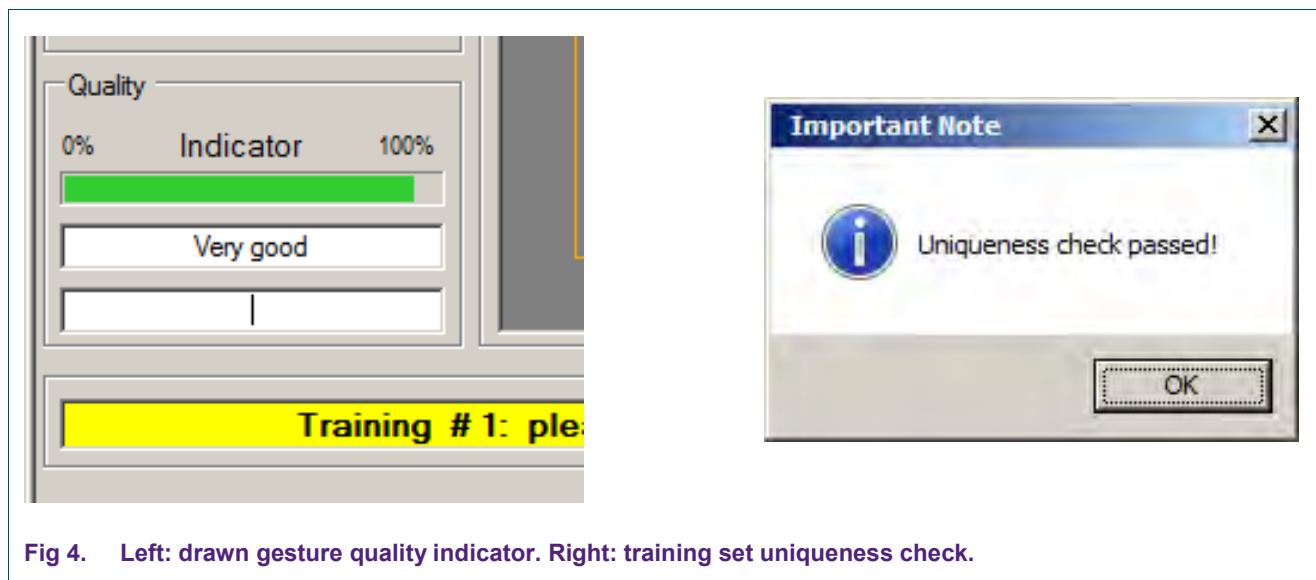 Quality
0% Indicator 100%
Very good
Training # 1:
Important Note
Uniqueness check passed!
OK
Fig 4. Left: drawn gesture quality indicator. Right: training set uniqueness check.